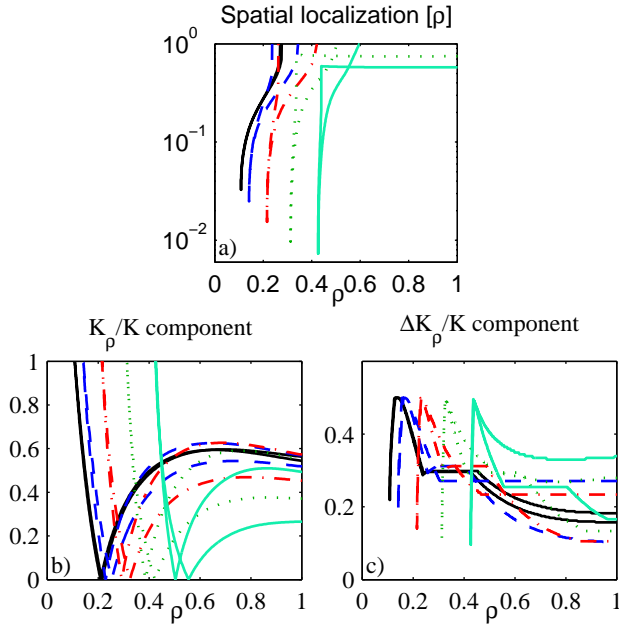 Spatial localization [ρ]
10^0
10^-1
10^-2
a)
0 0.2 0.4 0.6 0.8 1
ρ
K_ρ/K component
1
0.8
0.6
0.4
0.2
0
b)
0 0.2 0.4 0.6 0.8 1
ρ
ΔK_ρ/K component
0.4
0.2
0
c)
0 0.2 0.4 0.6 0.8 1
ρ